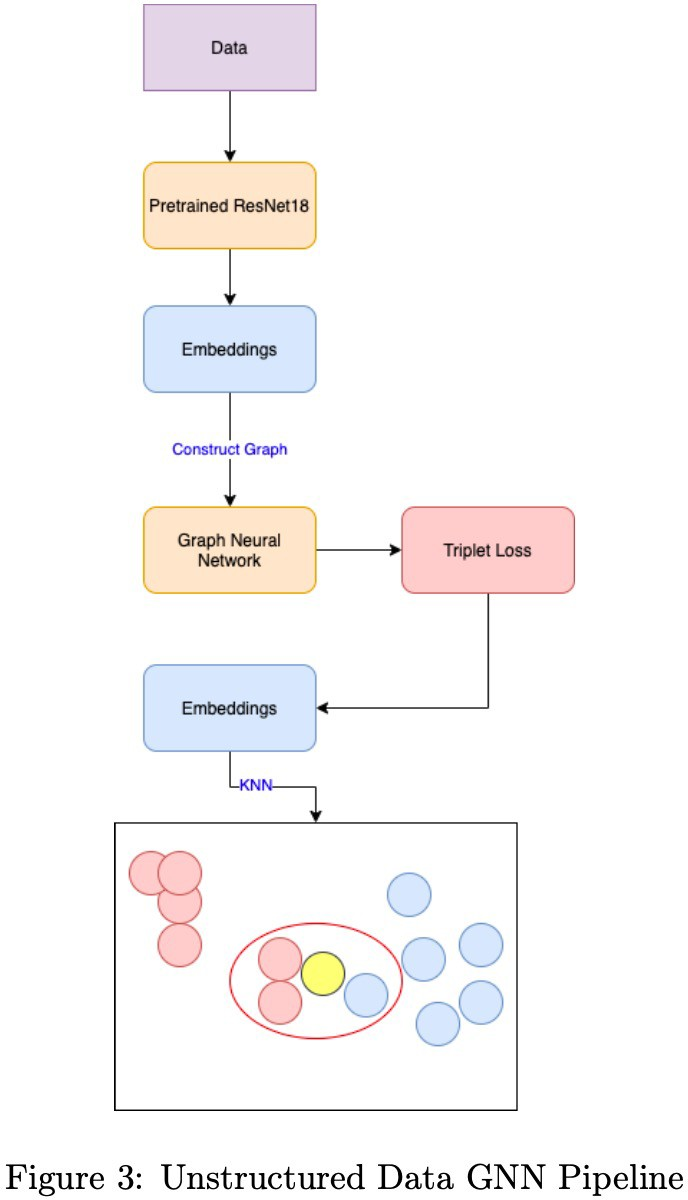 Data
Pretrained ResNet18
Embeddings
Construct Graph
Graph Neural
Network
Triplet Loss
Embeddings
KNN
Figure 3: Unstructured Data GNN Pipeline